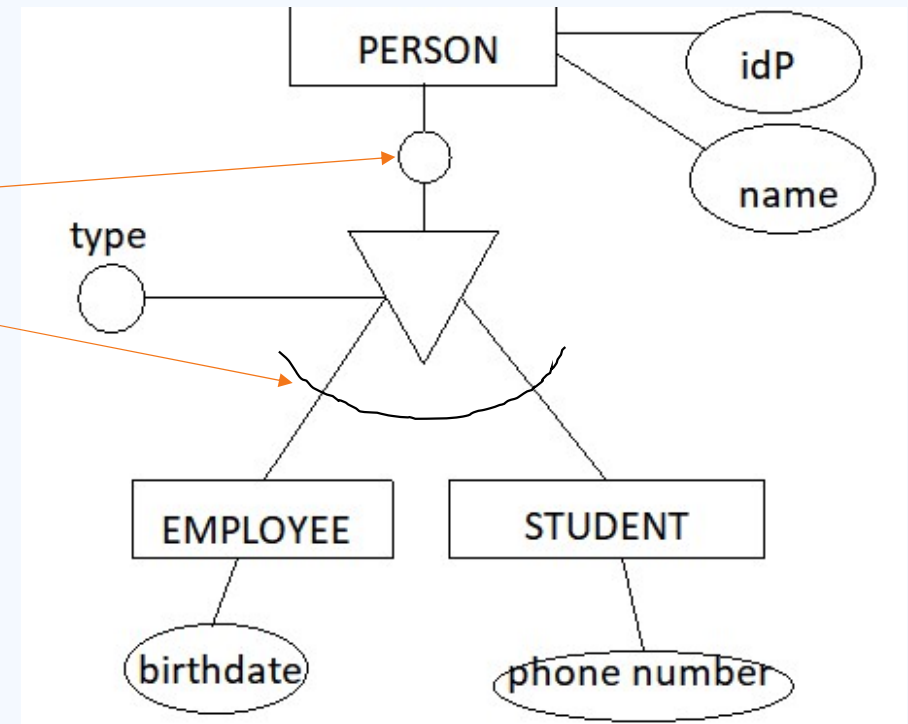 PERSON
idP
name
type
EMPLOYEE
STUDENT
birthdate
phone number